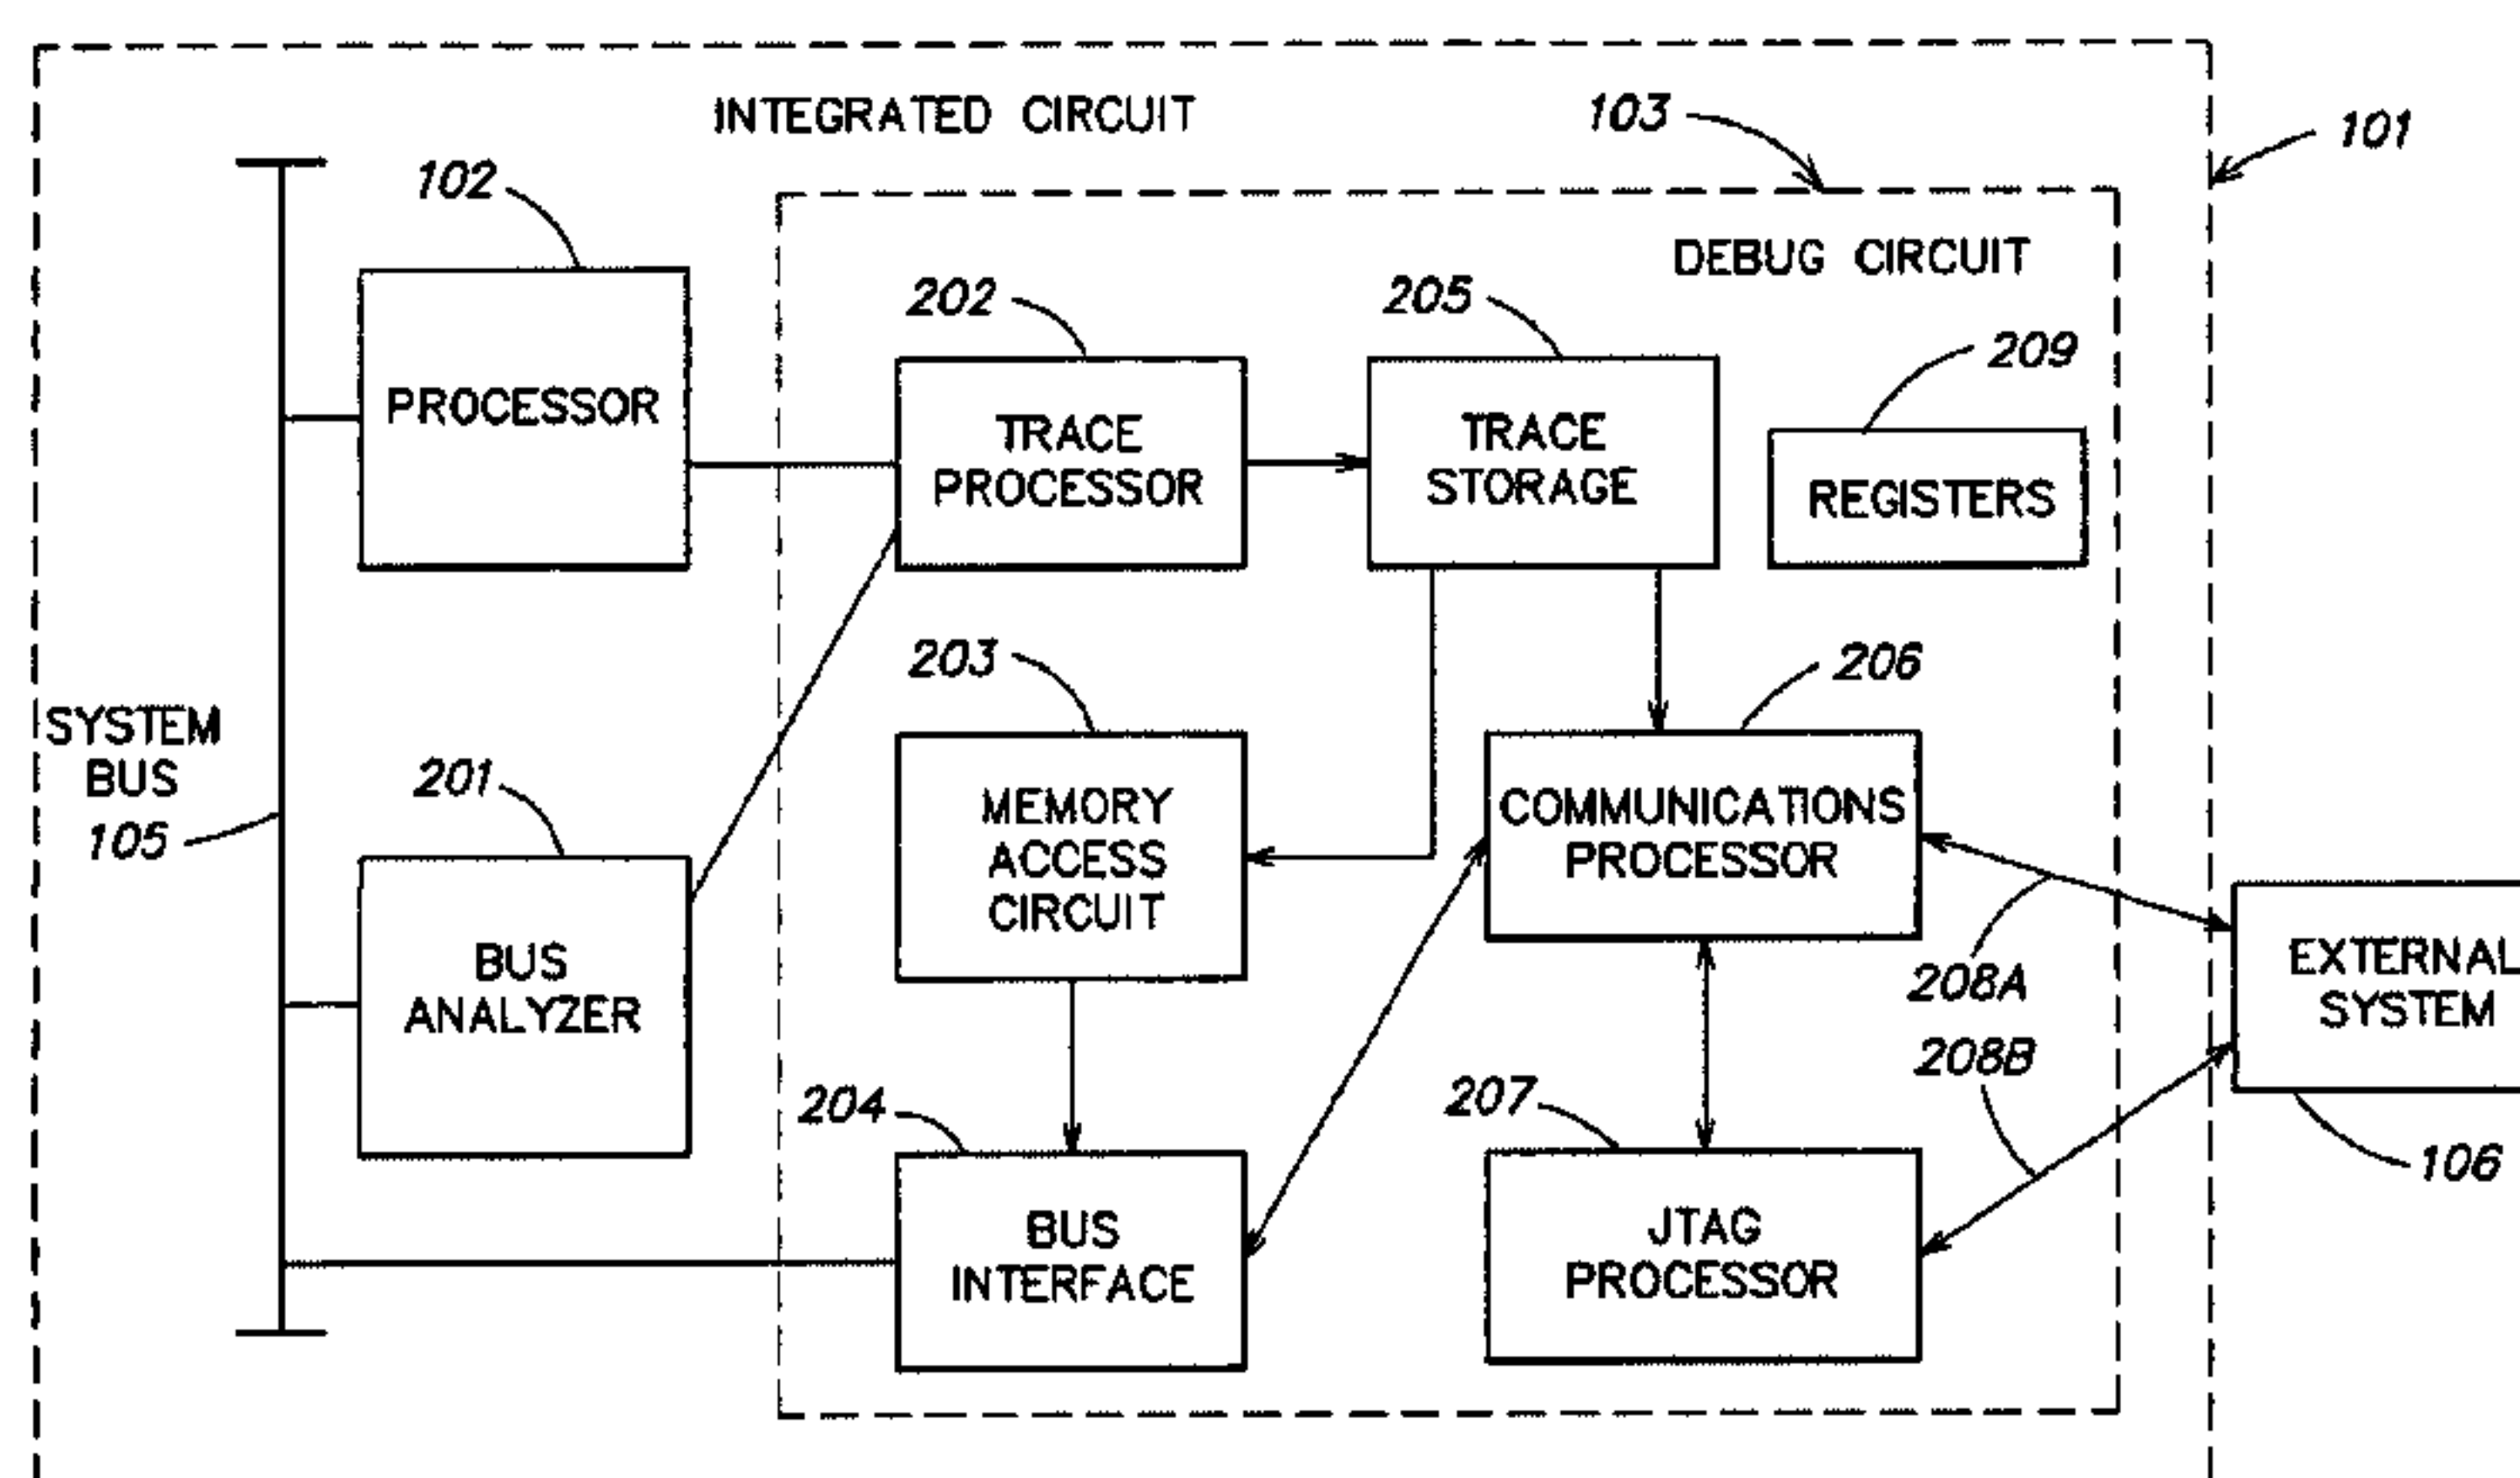 INTEGRATED CIRCUIT
103
101
102
DEBUG CIRCUIT
202
205
209
PROCESSOR
TRACE
PROCESSOR
TRACE
STORAGE
REGISTERS
203
206
SYSTEM
BUS
105
201
MEMORY
ACCESS
CIRCUIT
COMMUNICATIONS
PROCESSOR
BUS
ANALYZER
208A
EXTERNAL
SYSTEM
208B
204
207
106
BUS
INTERFACE
JTAG
PROCESSOR